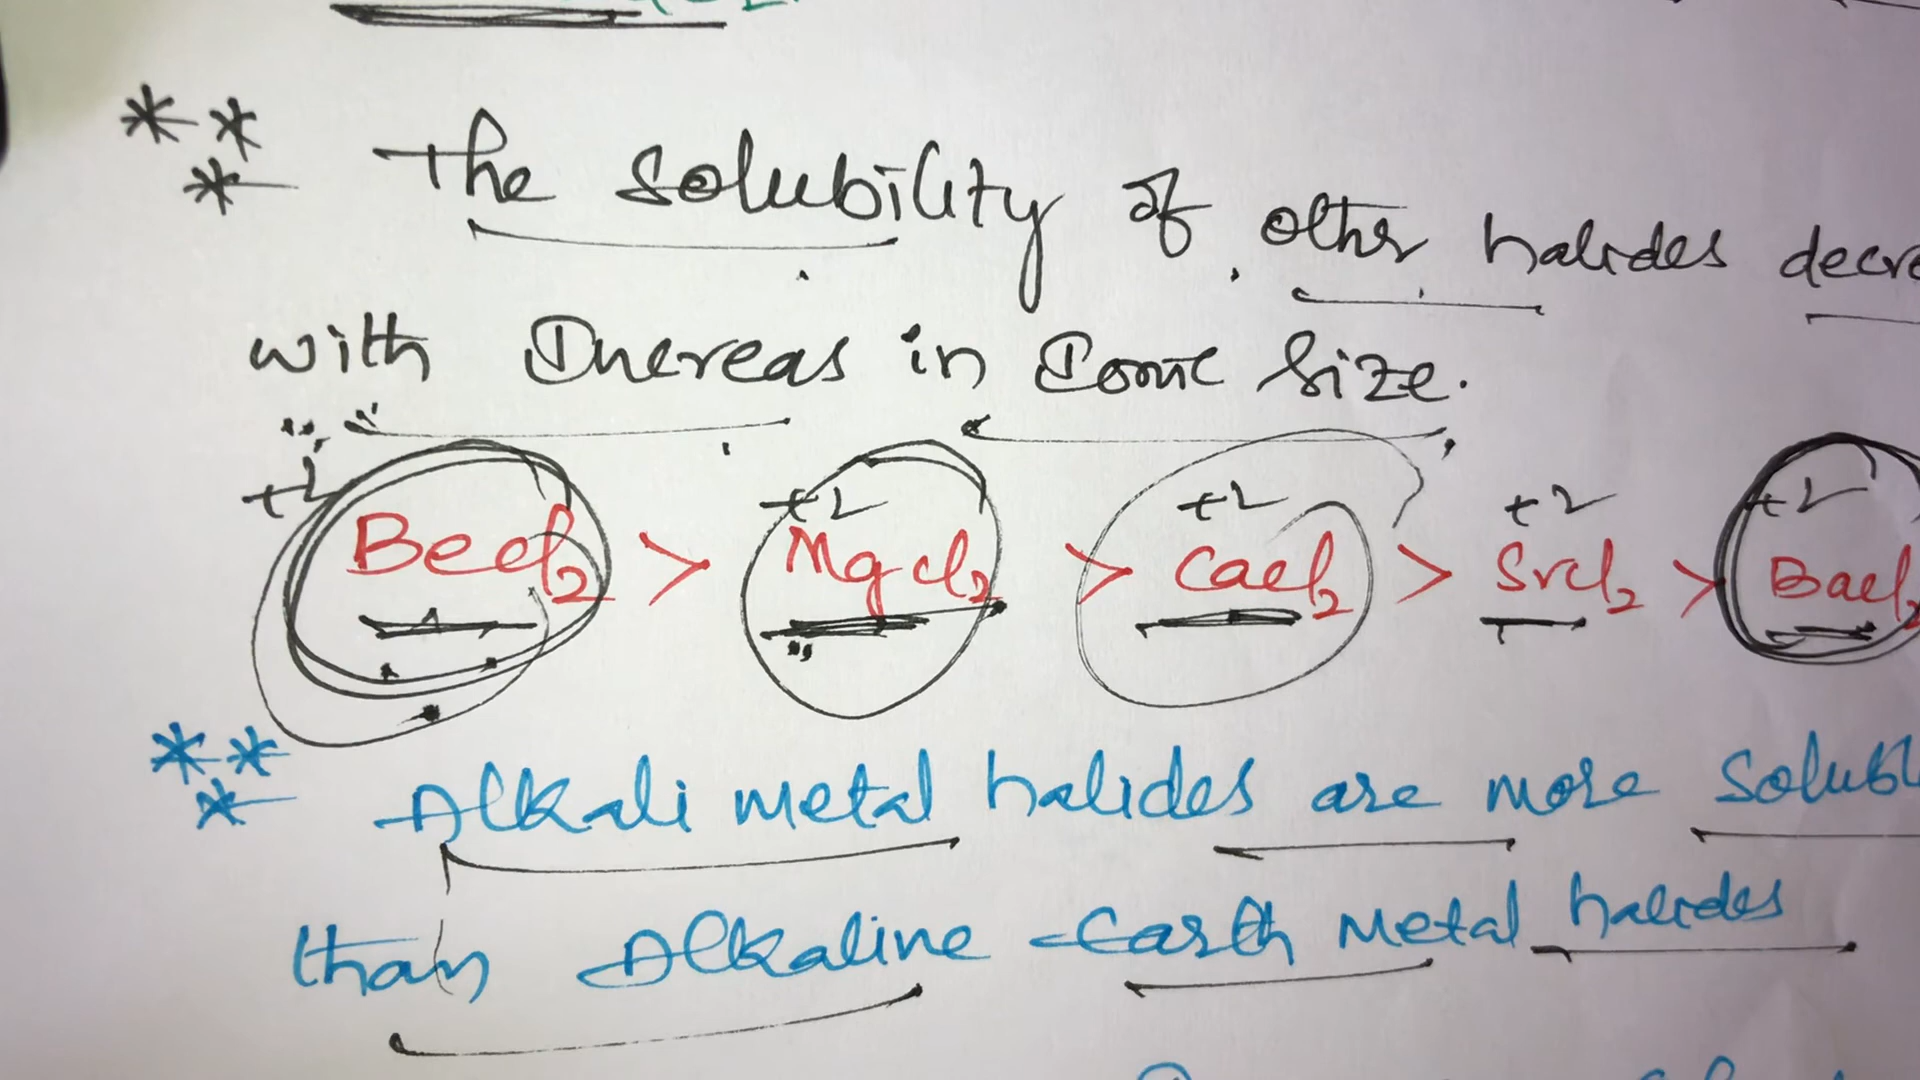 The solubility of other halides decre
with Increas in Ionic Size.
+2 +2 +2 +2 +2
BeCl2 > MgCl2 > CaCl2 > SrCl2 > BaCl2
Alkali metal halides are more Solubl
than Alkaline Earth Metal halides